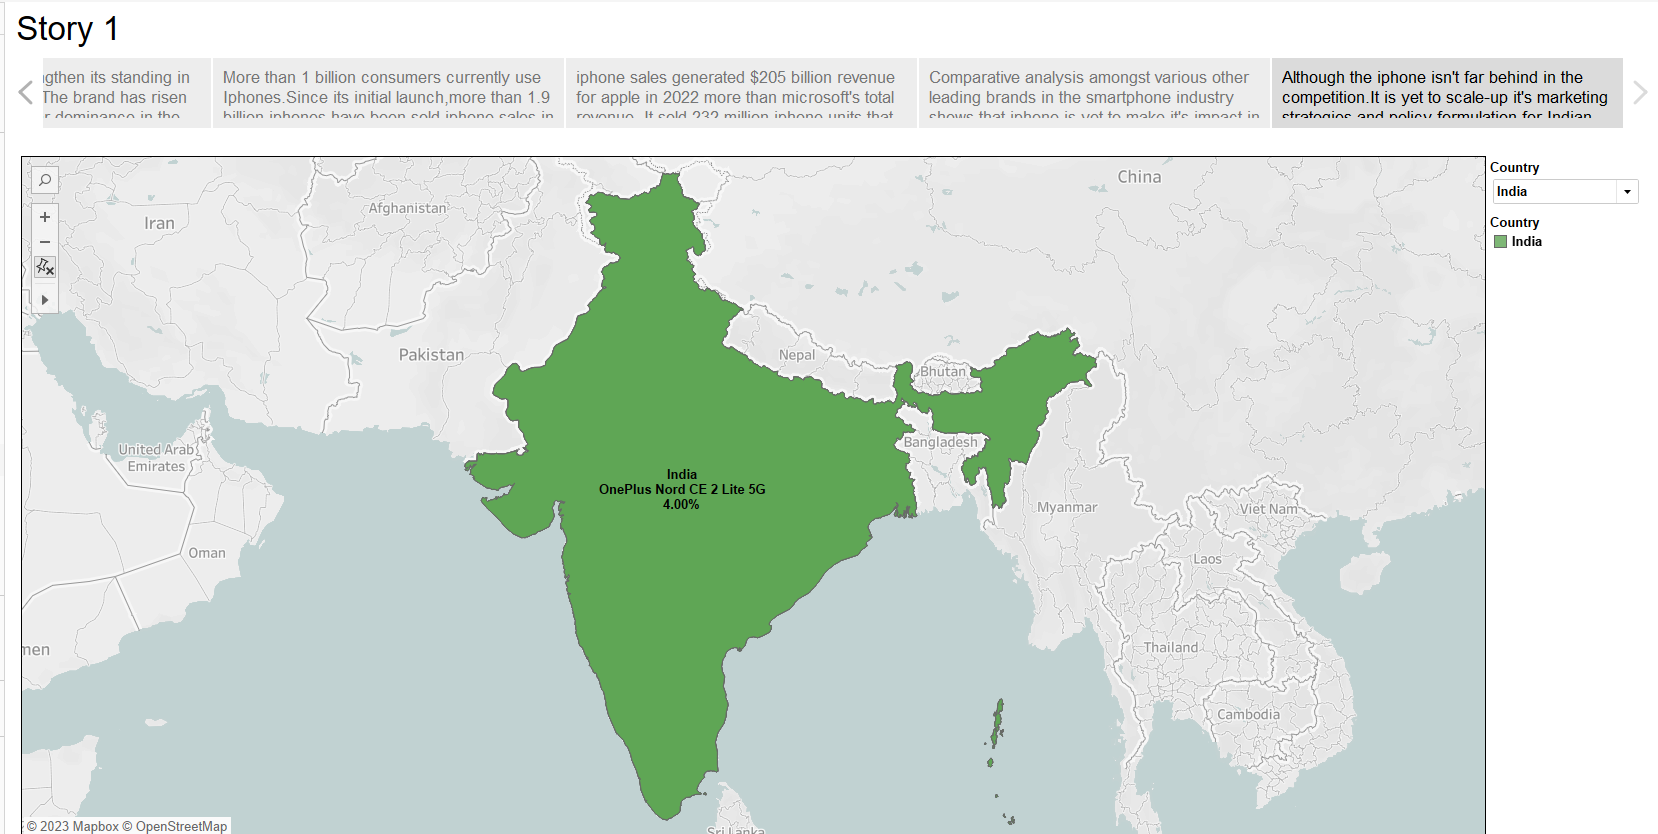 Story 1
gthen its standing in
The brand has risen
r dominance in the
More than 1 billion consumers currently use
Iphones.Since its initial launch,more than 1.9
billion iphones have been sold iphone sales in
iphone sales generated $205 billion revenue
for apple in 2022 more than microsoft's total
revenue. It sold 232 million iphone units that
Comparative analysis amongst various other
leading brands in the smartphone industry
shows that iphone is yet to make it's impact in
Although the iphone isn't far behind in the
competition.It is yet to scale-up it's marketing
strategies and policy formulation for Indian
Country
India
Country
India
China
Afghanistan
Iran
Pakistan
Nepal
Bhutan
United Arab
Emirates
Bangladesh
India
OnePlus Nord CE 2 Lite 5G
4.00%
Myanmar
Viet Nam
Oman
Laos
men
Thailand
Cambodia
Sri Lanka
© 2023 Mapbox © OpenStreetMap